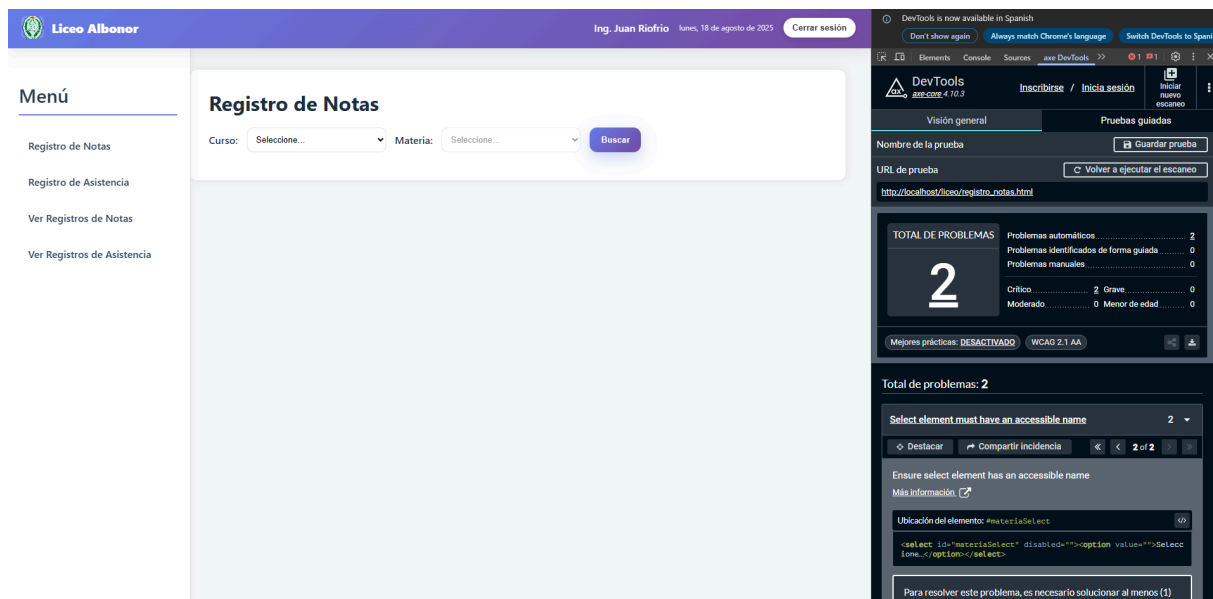 Liceo Albonor
Ing. Juan Riofrio lunes, 18 de agosto de 2025 Cerrar sesión
Menú
Registro de Notas
Registro de Asistencia
Ver Registros de Notas
Ver Registros de Asistencia
Registro de Notas
Curso: Seleccione... Materia: Seleccione... Buscar
DevTools is now available in Spanish
Don't show again Always match Chrome's language Switch DevTools to Spani
Elements Console Sources axe DevTools 1 1
ax DevTools
axe-core 4.10.3
Inscribirse / Inicia sesión
Iniciar
nuevo
escaneo
Visión general Pruebas guiadas
Nombre de la prueba Guardar prueba
URL de prueba Volver a ejecutar el escaneo
http://localhost/liceo/registro_notas.html
TOTAL DE PROBLEMAS
2
Problemas automáticos 2
Problemas identificados de forma guiada 0
Problemas manuales 0
Crítico 2 Grave 0
Moderado 0 Menor de edad 0
Mejores prácticas: DESACTIVADO WCAG 2.1 AA
Total de problemas: 2
Select element must have an accessible name 2
Destacar Compartir incidencia 2 of 2
Ensure select element has an accessible name
Más información
Ubicación del elemento: #materiaSelect </>
<select id="materiaSelect" disabled=""><option value="">Selecc
ione…</option></select>
Para resolver este problema, es necesario solucionar al menos (1)